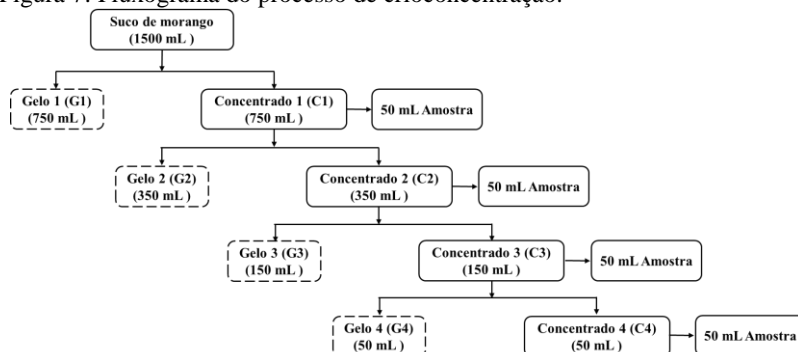 Figura 7. Fluxograma do processo de crioconcentração.
Suco de morango
(1500 mL )
Gelo 1 (G1)
(750 mL )
Concentrado 1 (C1)
(750 mL )
50 mL Amostra
Gelo 2 (G2)
(350 mL )
Concentrado 2 (C2)
(350 mL )
50 mL Amostra
Gelo 3 (G3)
(150 mL )
Concentrado 3 (C3)
(150 mL )
50 mL Amostra
Gelo 4 (G4)
(50 mL )
Concentrado 4 (C4)
(50 mL )
50 mL Amostra